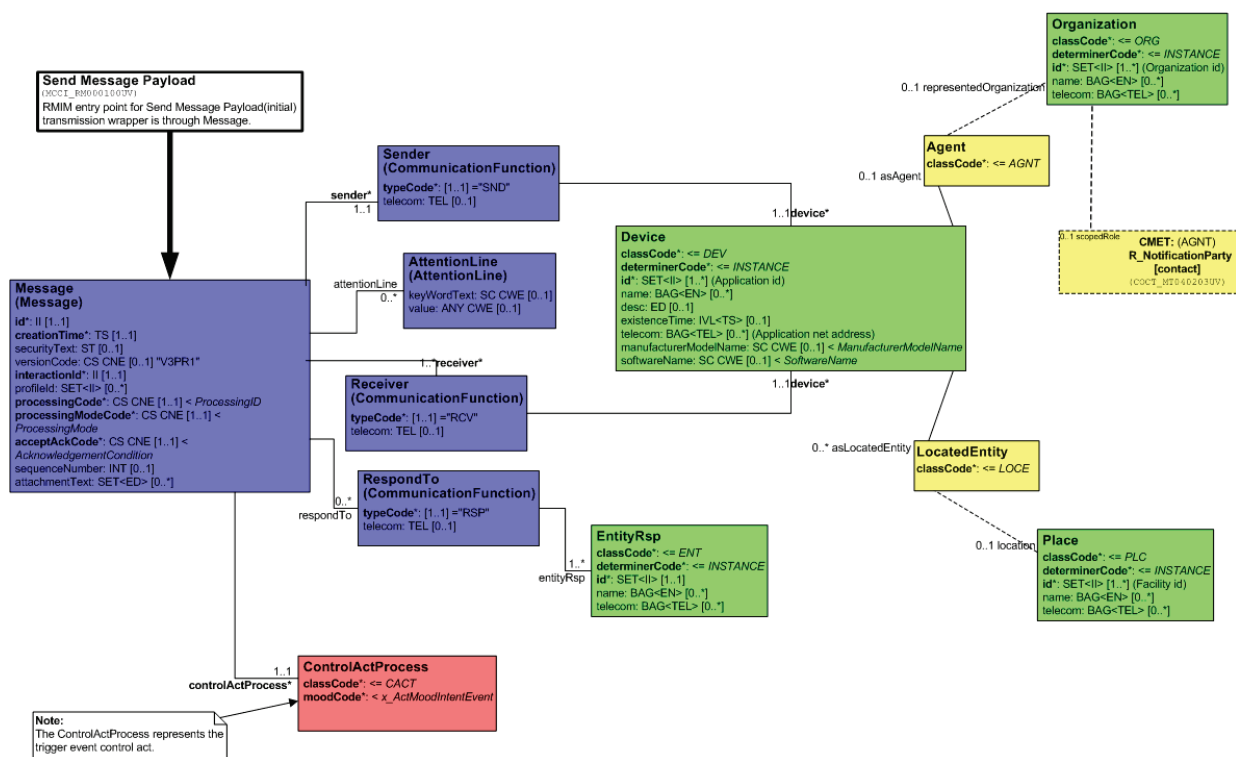 Send Message Payload
(MCCI_RM000100UV)
RMIM entry point for Send Message Payload(initial)
transmission wrapper is through Message.
Message
(Message)
id*: II [1..1]
creationTime*: TS [1..1]
securityText: ST [0..1]
versionCode: CS CNE [0..1] "V3PR1"
interactionId*: II [1..1]
profileId: SET<II> [0..*]
processingCode*: CS CNE [1..1] < ProcessingID
processingModeCode*: CS CNE [1..1] <
ProcessingMode
acceptAckCode*: CS CNE [1..1] <
AcknowledgementCondition
sequenceNumber: INT [0..1]
attachmentText: SET<ED> [0..*]
sender*
1..1
Sender
(CommunicationFunction)
typeCode*: [1..1] ="SND"
telecom: TEL [0..1]
attentionLine
0..*
AttentionLine
(AttentionLine)
keyWordText: SC CWE [0..1]
value: ANY CWE [0..1]
1..*receiver*
Receiver
(CommunicationFunction)
typeCode*: [1..1] ="RCV"
telecom: TEL [0..1]
0..*
respondTo
RespondTo
(CommunicationFunction)
typeCode*: [1..1] ="RSP"
telecom: TEL [0..1]
1..*
entityRsp
EntityRsp
classCode*: <= ENT
determinerCode*: <= INSTANCE
id*: SET<II> [1..1]
name: BAG<EN> [0..*]
telecom: BAG<TEL> [0..*]
1..1
controlActProcess*
ControlActProcess
classCode*: <= CACT
moodCode*: < x_ActMoodIntentEvent
Note:
The ControlActProcess represents the
trigger event control act.
1..1device*
Device
classCode*: <= DEV
determinerCode*: <= INSTANCE
id*: SET<II> [1..*] (Application id)
name: BAG<EN> [0..*]
desc: ED [0..1]
existenceTime: IVL<TS> [0..1]
telecom: BAG<TEL> [0..*] (Application net address)
manufacturerModelName: SC CWE [0..1] < ManufacturerModelName
softwareName: SC CWE [0..1] < SoftwareName
1..1device*
0..1 asAgent
Agent
classCode*: <= AGNT
0..1 representedOrganization
Organization
classCode*: <= ORG
determinerCode*: <= INSTANCE
id*: SET<II> [1..*] (Organization id)
name: BAG<EN> [0..*]
telecom: BAG<TEL> [0..*]
0..1 scopedRole
CMET: (AGNT)
R_NotificationParty
[contact]
(COCT_MT040203UV)
0..* asLocatedEntity
LocatedEntity
classCode*: <= LOCE
0..1 location
Place
classCode*: <= PLC
determinerCode*: <= INSTANCE
id*: SET<II> [1..*] (Facility id)
name: BAG<EN> [0..*]
telecom: BAG<TEL> [0..*]